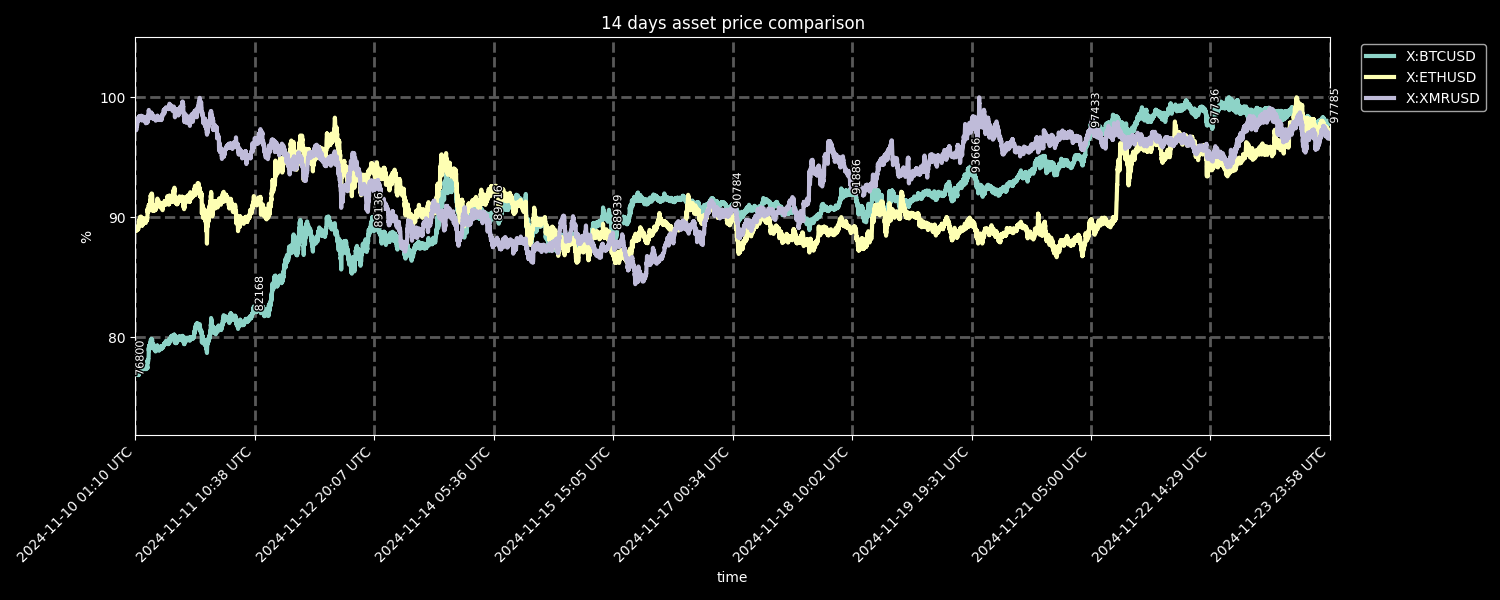 14 days asset price comparison
X:BTCUSD
X:ETHUSD
X:XMRUSD
100
90
80
%
76800
82168
89136
89716
88939
90784
91886
93666
97433
97736
97785
2024-11-10 01:10 UTC
2024-11-11 10:38 UTC
2024-11-12 20:07 UTC
2024-11-14 05:36 UTC
2024-11-15 15:05 UTC
2024-11-17 00:34 UTC
2024-11-18 10:02 UTC
2024-11-19 19:31 UTC
2024-11-21 05:00 UTC
2024-11-22 14:29 UTC
2024-11-23 23:58 UTC
time